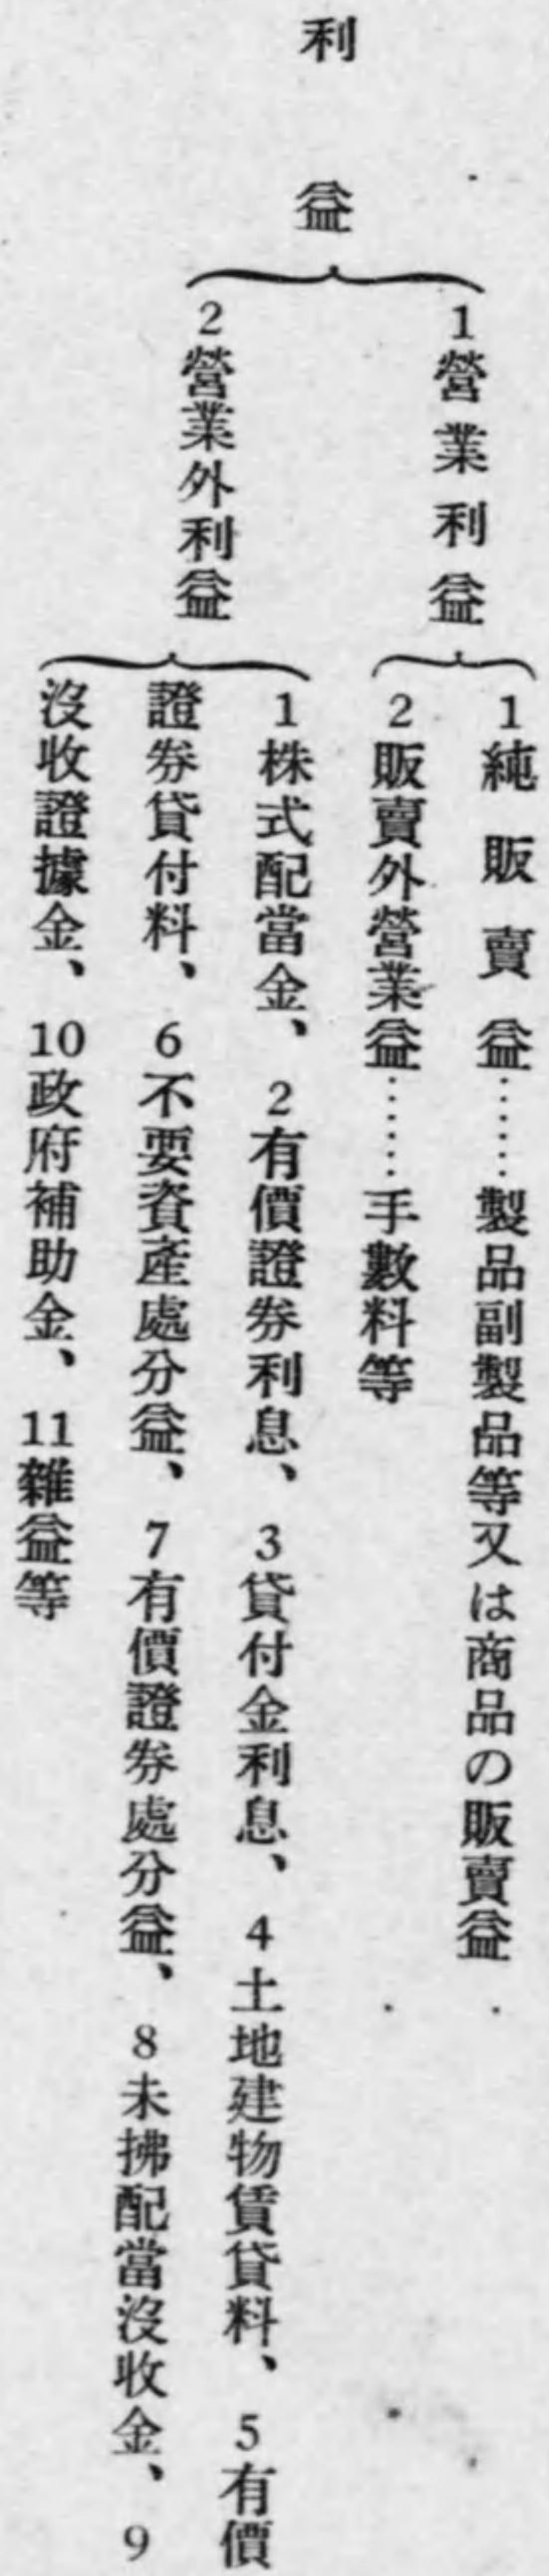 利益
1營業利益
1純販賣益……製品副製品等又は商品の販賣益
2販賣外營業益……手數料等
2營業外利益
1株式配當金、2有價證券利息、3貸付金利息、4土地建物賃貸料、5有價
證券貸付料、6不要資產處分益、7有價證券處分益、8未拂配當沒收金、9
沒收證據金、10政府補助金、11雜益等